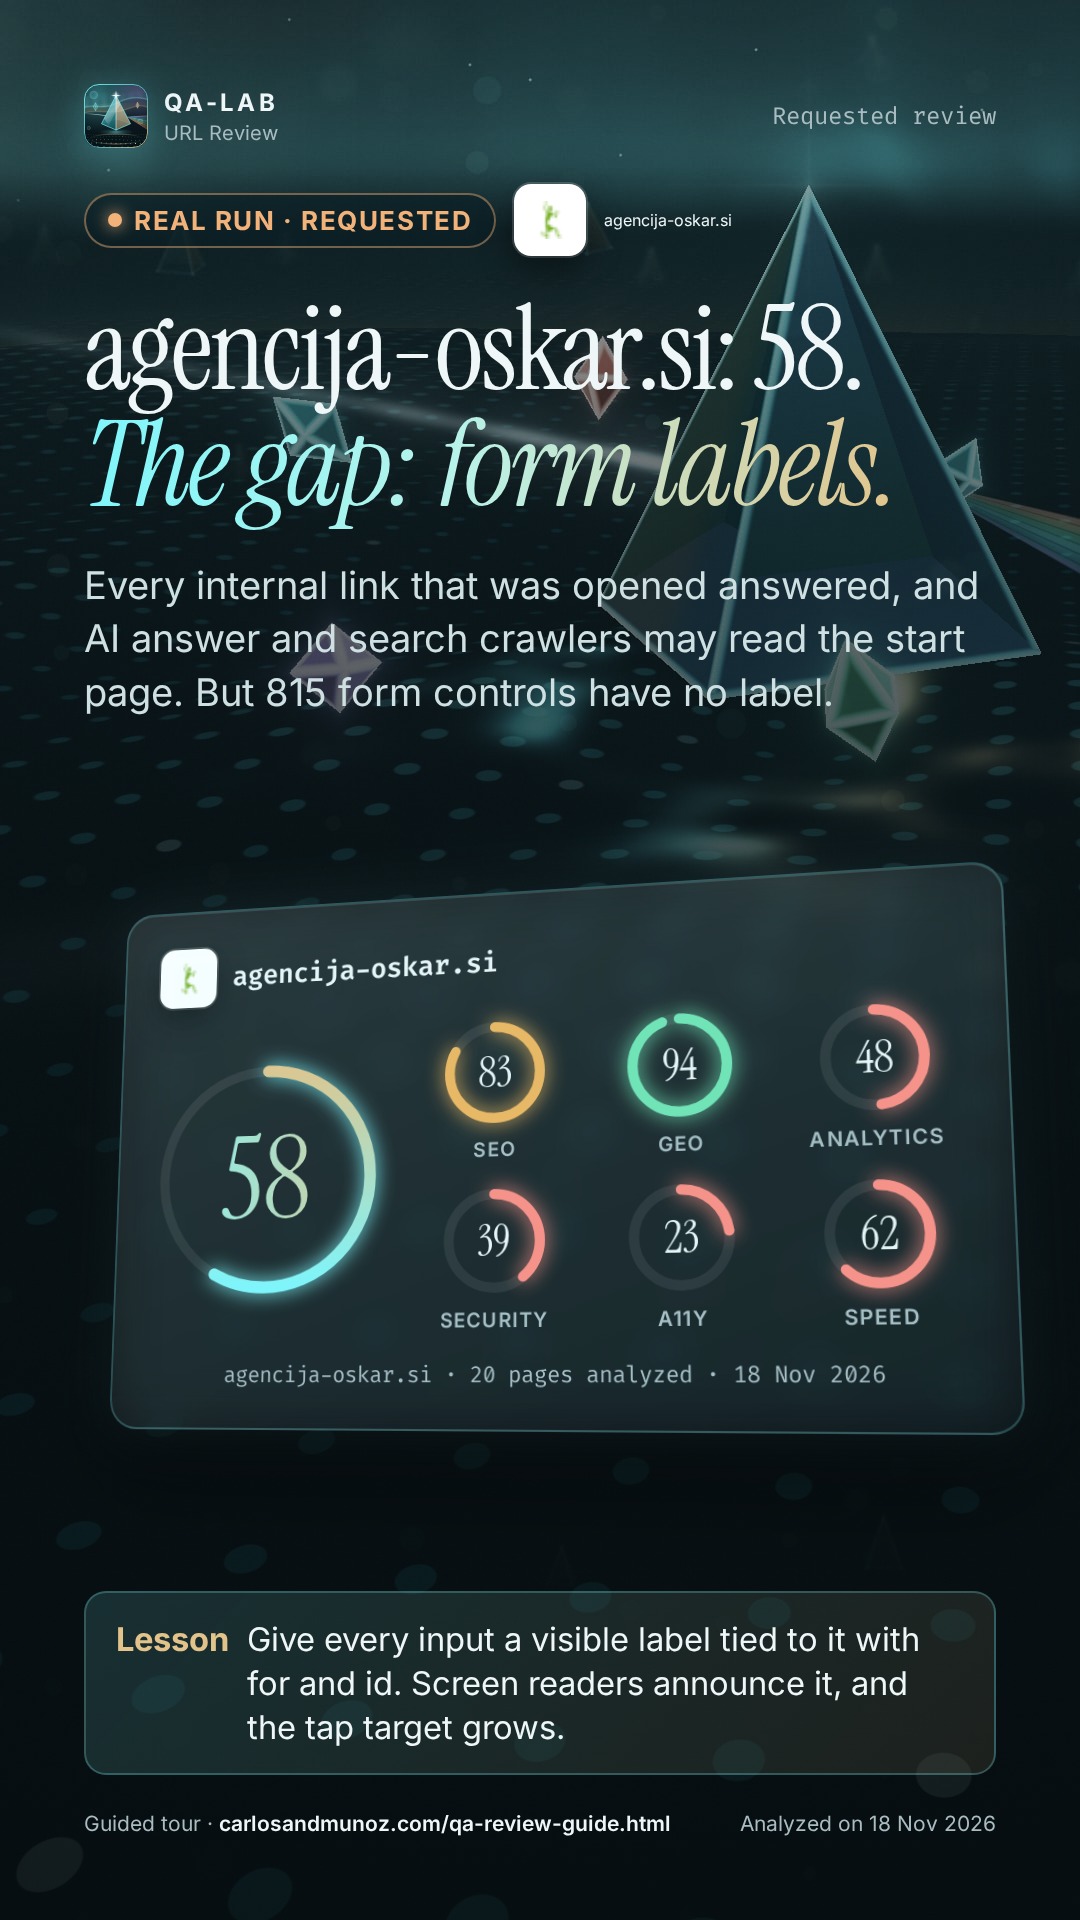 QA-LAB
URL Review
Requested review
REAL RUN · REQUESTED
agencija-oskar.si
agencija-oskar.si: 58.
The gap: form labels.
Every internal link that was opened answered, and
AI answer and search crawlers may read the start
page. But 815 form controls have no label.
agencija-oskar.si
58
83
SEO
94
GEO
48
ANALYTICS
39
SECURITY
23
A11Y
62
SPEED
agencija-oskar.si · 20 pages analyzed · 18 Nov 2026
Lesson Give every input a visible label tied to it with
for and id. Screen readers announce it, and
the tap target grows.
Guided tour · carlosandmunoz.com/qa-review-guide.html
Analyzed on 18 Nov 2026